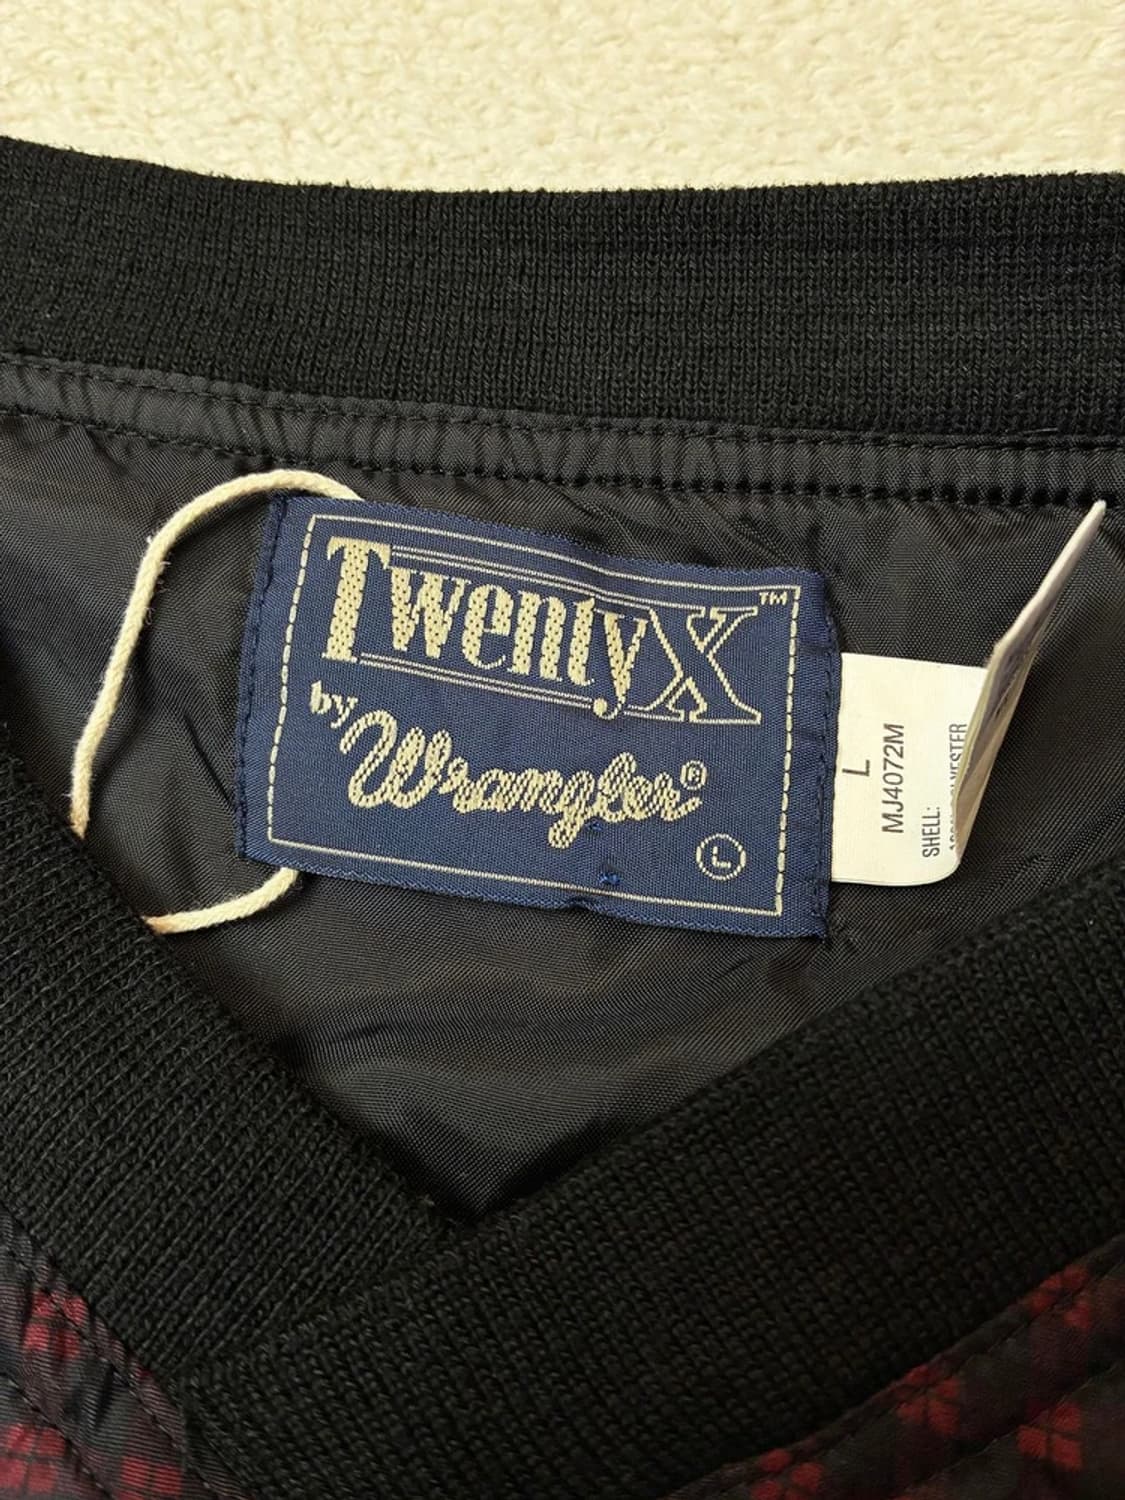 TwentyX™
by Wrangler®
L
L
MJ4072M
SHELL: